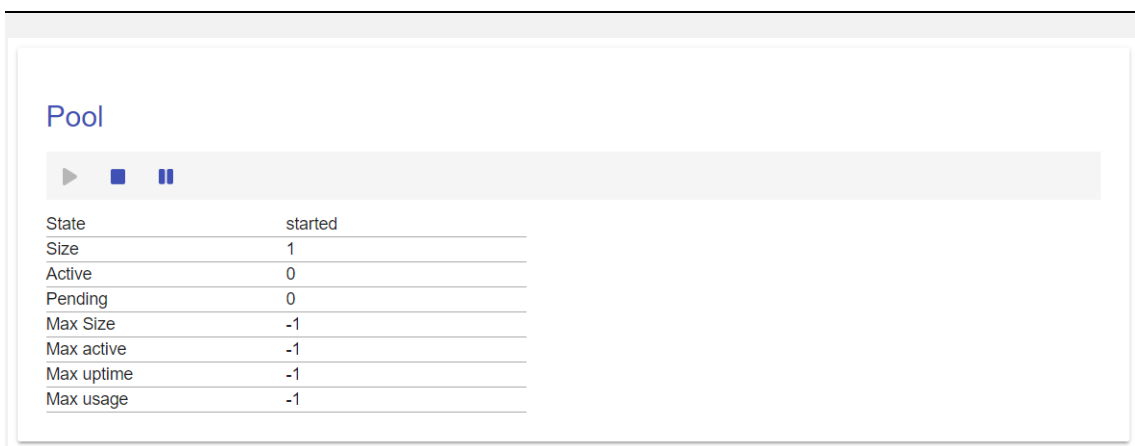 Pool
State started
Size 1
Active 0
Pending 0
Max Size -1
Max active -1
Max uptime -1
Max usage -1